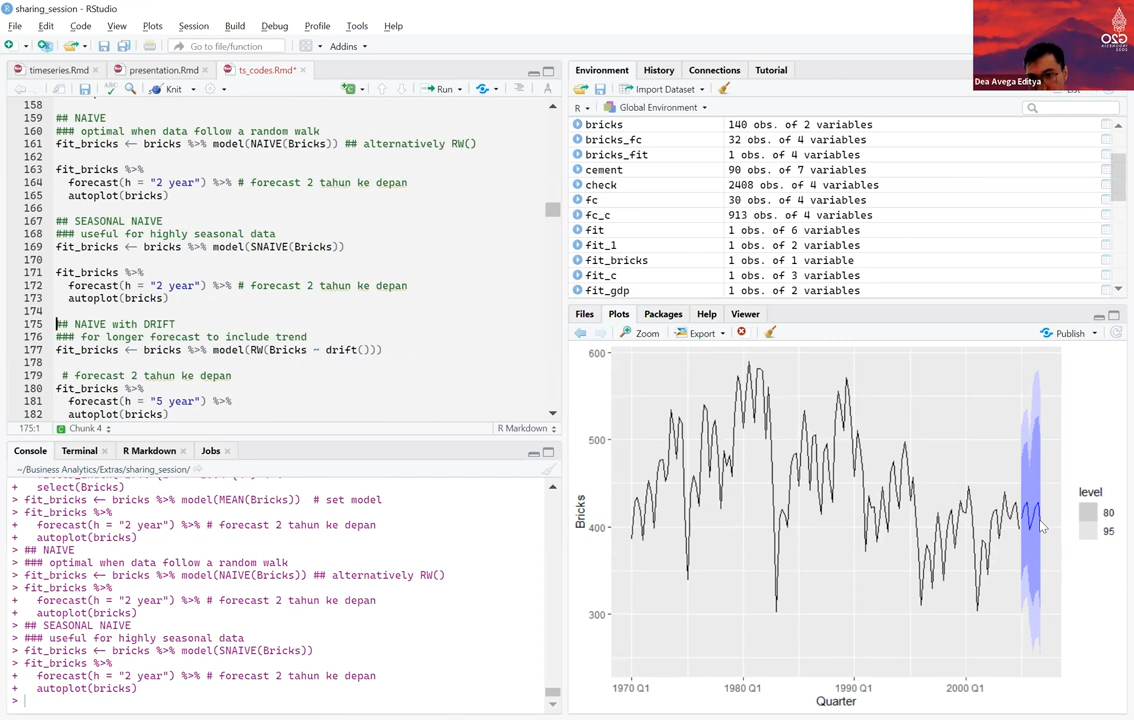 sharing_session - RStudio
File Edit Code View Plots Session Build Debug Profile Tools Help
Go to file/function Addins
timeseries.Rmd presentation.Rmd ts_codes.Rmd*
Knit Run
158
159 ## NAIVE
160 ### optimal when data follow a random walk
161 fit_bricks <- bricks %>% model(NAIVE(Bricks)) ## alternatively RW()
162
163 fit_bricks %>%
164 forecast(h = "2 year") %>% # forecast 2 tahun ke depan
165 autoplot(bricks)
166
167 ## SEASONAL NAIVE
168 ### useful for highly seasonal data
169 fit_bricks <- bricks %>% model(SNAIVE(Bricks))
170
171 fit_bricks %>%
172 forecast(h = "2 year") %>% # forecast 2 tahun ke depan
173 autoplot(bricks)
174
175 ## NAIVE with DRIFT
176 ### for longer forecast to include trend
177 fit_bricks <- bricks %>% model(RW(Bricks ~ drift()))
178
179 # forecast 2 tahun ke depan
180 fit_bricks %>%
181 forecast(h = "5 year") %>%
182 autoplot(bricks)
175:1 Chunk 4 R Markdown
Console Terminal R Markdown Jobs
~/Business Analytics/Extras/sharing_session/
+ select(Bricks)
> fit_bricks <- bricks %>% model(MEAN(Bricks)) # set model
> fit_bricks %>%
+ forecast(h = "2 year") %>% # forecast 2 tahun ke depan
+ autoplot(bricks)
> ## NAIVE
> ### optimal when data follow a random walk
> fit_bricks <- bricks %>% model(NAIVE(Bricks)) ## alternatively RW()
> fit_bricks %>%
+ forecast(h = "2 year") %>% # forecast 2 tahun ke depan
+ autoplot(bricks)
> ## SEASONAL NAIVE
> ### useful for highly seasonal data
> fit_bricks <- bricks %>% model(SNAIVE(Bricks))
> fit_bricks %>%
+ forecast(h = "2 year") %>% # forecast 2 tahun ke depan
+ autoplot(bricks)
>
Environment History Connections Tutorial
Import Dataset
R Global Environment
bricks 140 obs. of 2 variables
bricks_fc 32 obs. of 4 variables
bricks_fit 1 obs. of 4 variables
cement 90 obs. of 7 variables
check 2408 obs. of 4 variables
fc 30 obs. of 4 variables
fc_c 913 obs. of 4 variables
fit 1 obs. of 6 variables
fit_1 1 obs. of 2 variables
fit_bricks 1 obs. of 1 variable
fit_c 1 obs. of 3 variables
fit_gdp 1 obs. of 2 variables
Files Plots Packages Help Viewer
Zoom Export Publish
600
500
400
300
Bricks
1970 Q1 1980 Q1 1990 Q1 2000 Q1
Quarter
level
80
95
G20
Dea Avega Editya